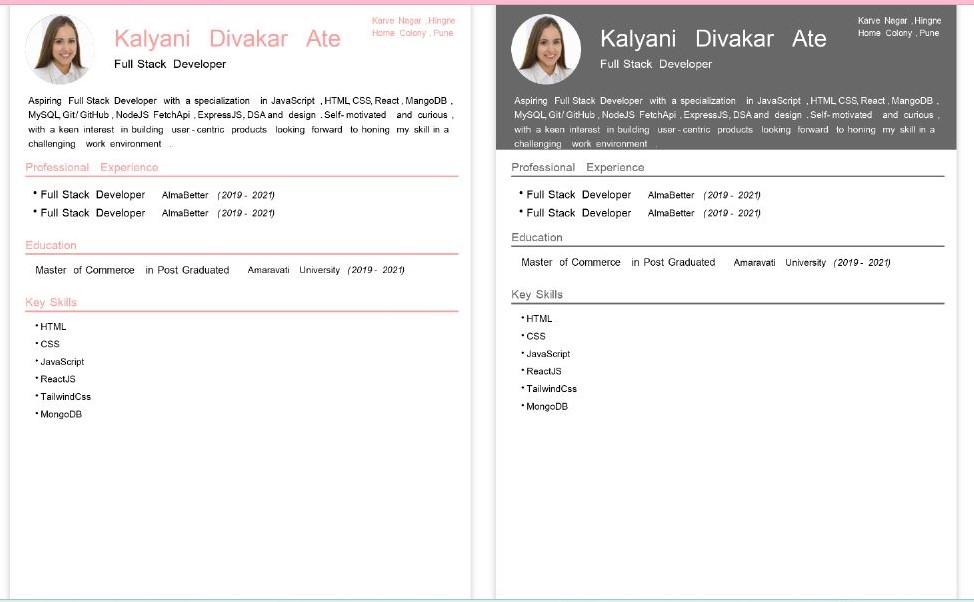 Kalyani Divakar Ate
Full Stack Developer
Karve Nagar ,Hingne
Home Colony , Pune
Aspiring Full Stack Developer with a specialization in JavaScript , HTML, CSS, React , MangoDB ,
MySQL, Git/ GitHub , NodeJS FetchApi , ExpressJS, DSA and design . Self- motivated and curious ,
with a keen interest in building user - centric products looking forward to honing my skill in a
challenging work environment .
Professional Experience
• Full Stack Developer AlmaBetter (2019 - 2021)
• Full Stack Developer AlmaBetter (2019 - 2021)
Education
Master of Commerce in Post Graduated Amaravati University (2019 - 2021)
Key Skills
• HTML
• CSS
• JavaScript
• ReactJS
• TailwindCss
• MongoDB
Kalyani Divakar Ate
Full Stack Developer
Karve Nagar ,Hingne
Home Colony , Pune
Aspiring Full Stack Developer with a specialization in JavaScript , HTML, CSS, React , MangoDB ,
MySQL, Git/ GitHub , NodeJS FetchApi , ExpressJS, DSA and design . Self- motivated and curious ,
with a keen interest in building user - centric products looking forward to honing my skill in a
challenging work environment .
Professional Experience
• Full Stack Developer AlmaBetter (2019 - 2021)
• Full Stack Developer AlmaBetter (2019 - 2021)
Education
Master of Commerce in Post Graduated Amaravati University (2019 - 2021)
Key Skills
• HTML
• CSS
• JavaScript
• ReactJS
• TailwindCss
• MongoDB